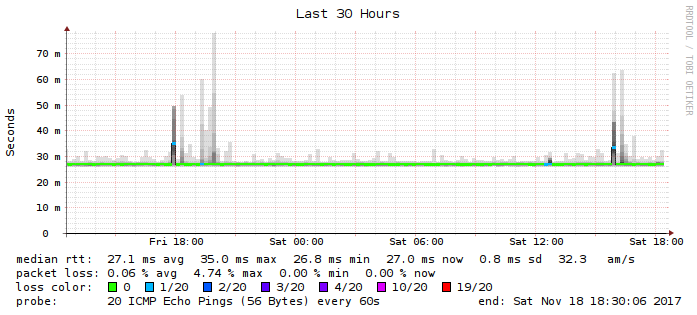 Last 30 Hours
RRDTOOL / TOBI OETIKER
Seconds
70 m
60 m
50 m
40 m
30 m
20 m
10 m
0
Fri 18:00 Sat 00:00 Sat 06:00 Sat 12:00 Sat 18:00
median rtt: 27.1 ms avg 35.0 ms max 26.8 ms min 27.0 ms now 0.8 ms sd 32.3 am/s
packet loss: 0.06 % avg 4.74 % max 0.00 % min 0.00 % now
loss color: 0 1/20 2/20 3/20 4/20 10/20 19/20
probe: 20 ICMP Echo Pings (56 Bytes) every 60s end: Sat Nov 18 18:30:06 2017